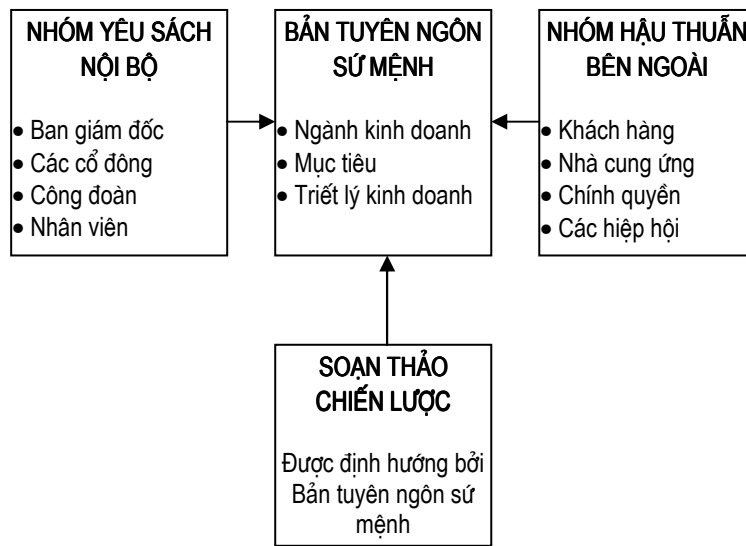 NHÓM YÊU SÁCH
NỘI BỘ
• Ban giám đốc
• Các cổ đông
• Công đoàn
• Nhân viên
BẢN TUYÊN NGÔN
SỨ MỆNH
• Ngành kinh doanh
• Mục tiêu
• Triết lý kinh doanh
NHÓM HẬU THUẪN
BÊN NGOÀI
• Khách hàng
• Nhà cung ứng
• Chính quyền
• Các hiệp hội
SOẠN THẢO
CHIẾN LƯỢC
Được định hướng bởi
Bản tuyên ngôn sứ
mệnh